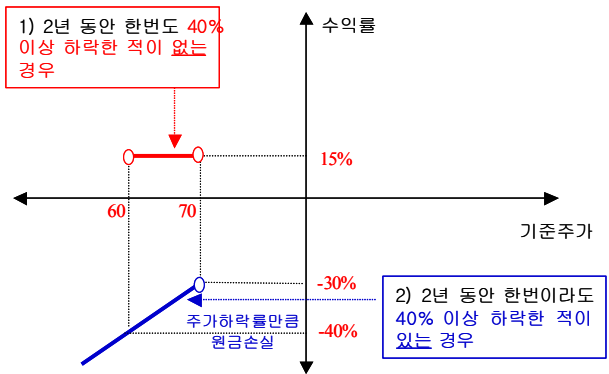 1) 2년 동안 한번도 40%
이상 하락한 적이 없는
경우
수익률
15%
60
70
기준주가
-30%
주가하락률만큼
원금손실
-40%
2) 2년 동안 한번이라도
40% 이상 하락한 적이
있는 경우